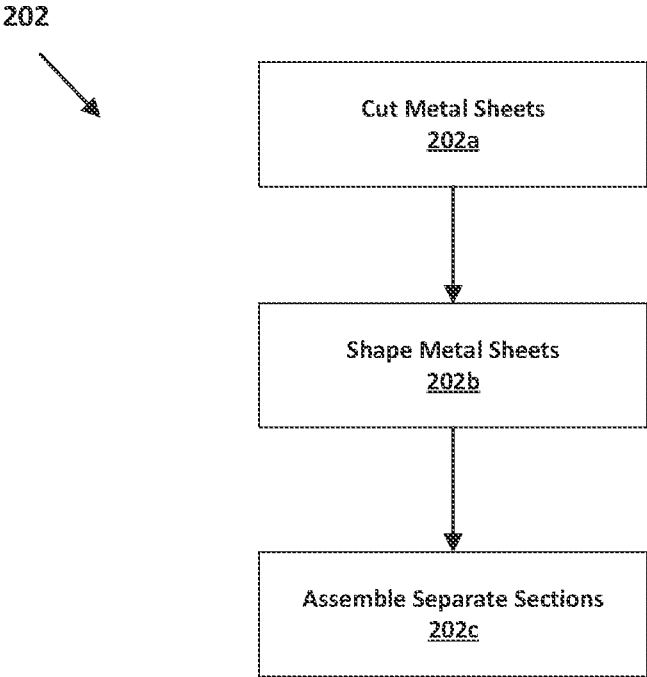 202
Cut Metal Sheets
202a
Shape Metal Sheets
202b
Assemble Separate Sections
202c